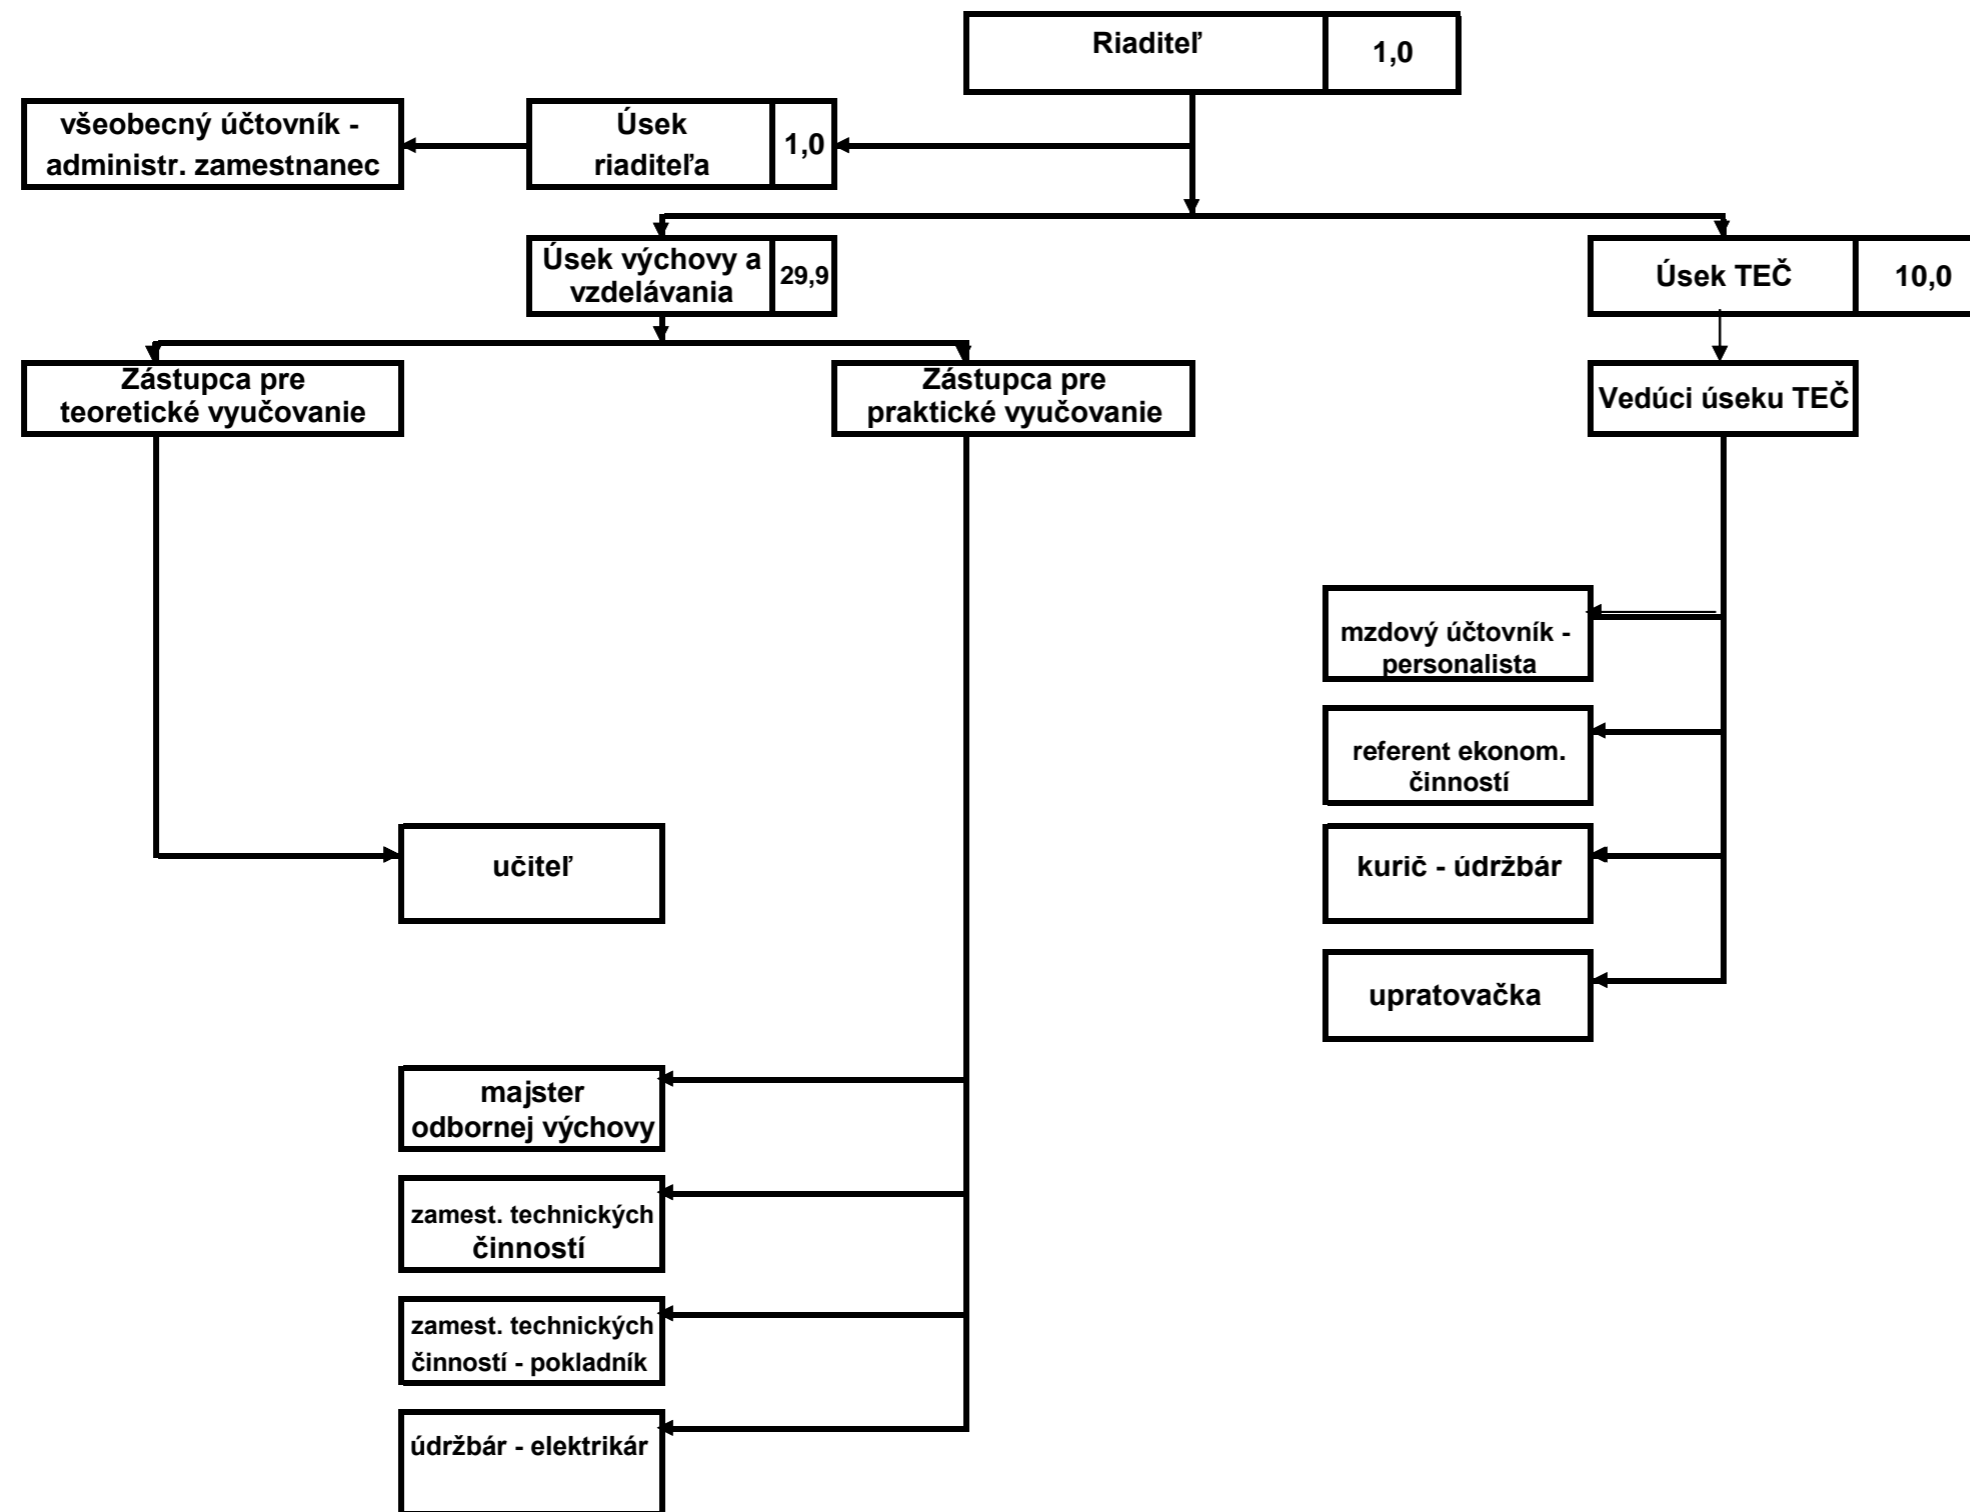 Riaditeľ
1,0
všeobecný účtovník -
administr. zamestnanec
Úsek
riaditeľa
1,0
Úsek výchovy a
vzdelávania
29,9
Úsek TEČ
10,0
Zástupca pre
teoretické vyučovanie
Zástupca pre
praktické vyučovanie
Vedúci úseku TEČ
mzdový účtovník -
personalista
referent ekonom.
činností
učiteľ
kurič - údržbár
upratovačka
majster
odbornej výchovy
zamest. technických
činností
zamest. technických
činností - pokladník
údržbár - elektrikár